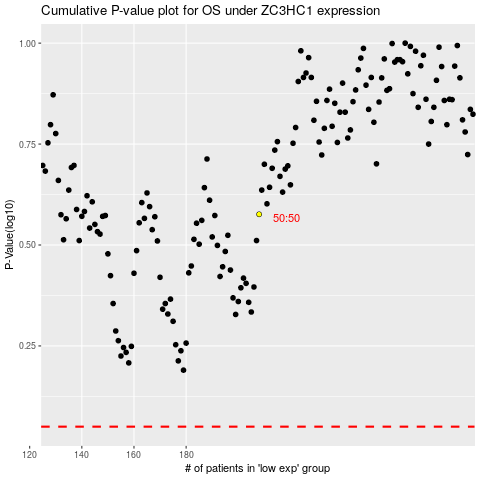 Cumulative P-value plot for OS under ZC3HC1 expression
P-Value(log10)
1.00
0.75
0.50
0.25
50:50
120 140 160 180
# of patients in 'low exp' group